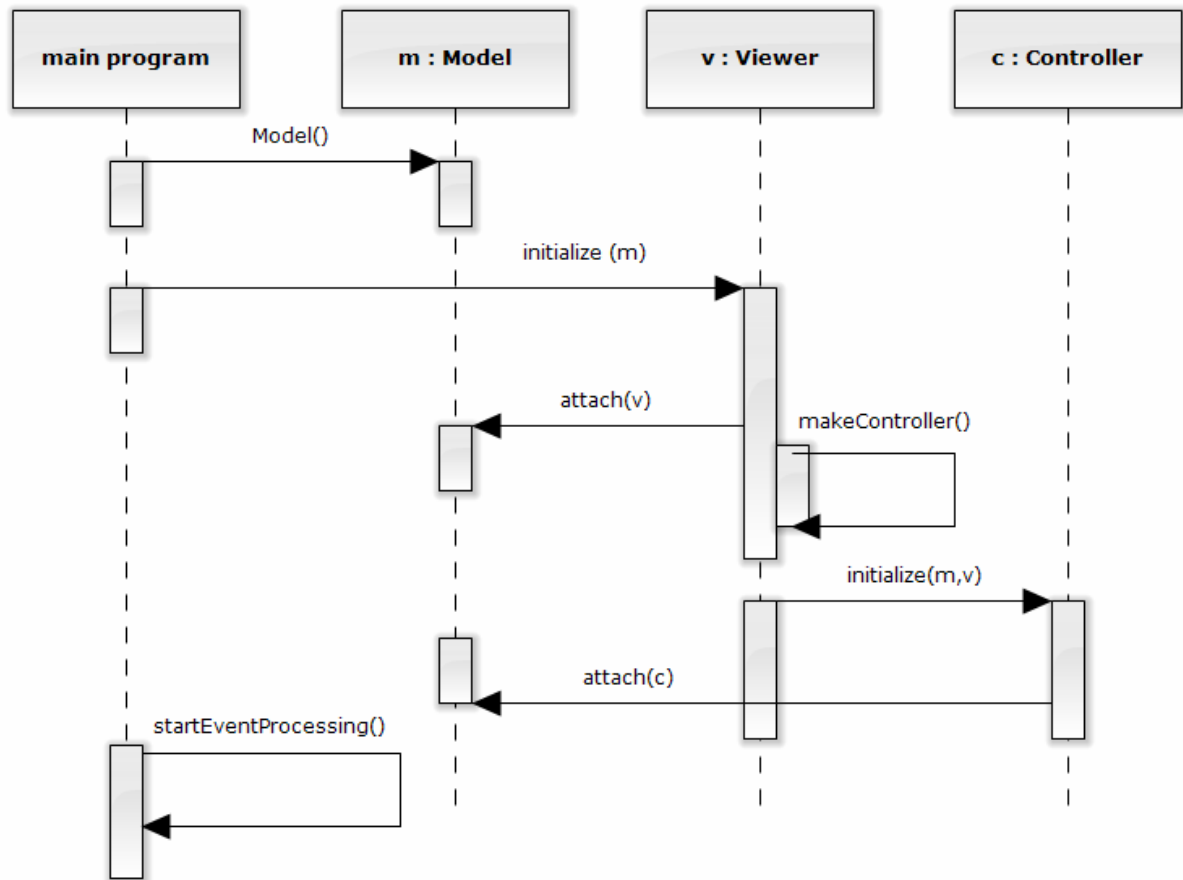 main program
m : Model
v : Viewer
c : Controller
Model()
initialize (m)
attach(v)
makeController()
initialize(m,v)
attach(c)
startEventProcessing()